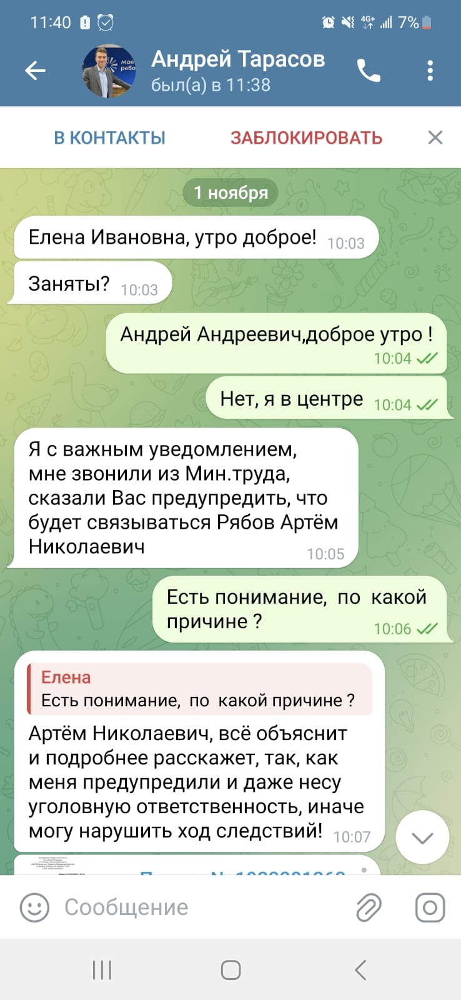 11:40
4G+
7%
Моя
рабо
Андрей Тарасов
был(а) в 11:38
В КОНТАКТЫ
ЗАБЛОКИРОВАТЬ
1 ноября
Елена Ивановна, утро доброе! 10:03
Заняты? 10:03
Андрей Андреевич,доброе утро !
10:04
Нет, я в центре 10:04
Я с важным уведомлением,
мне звонили из Мин.труда,
сказали Вас предупредить, что
будет связываться Рябов Артём
Николаевич 10:05
Есть понимание, по какой
причине ? 10:06
Елена
Есть понимание, по какой причине ?
Артём Николаевич, всё объяснит
и подробнее расскажет, так, как
меня предупредили и даже несу
уголовную ответственность, иначе
могу нарушить ход следствий! 10:07
Сообщение